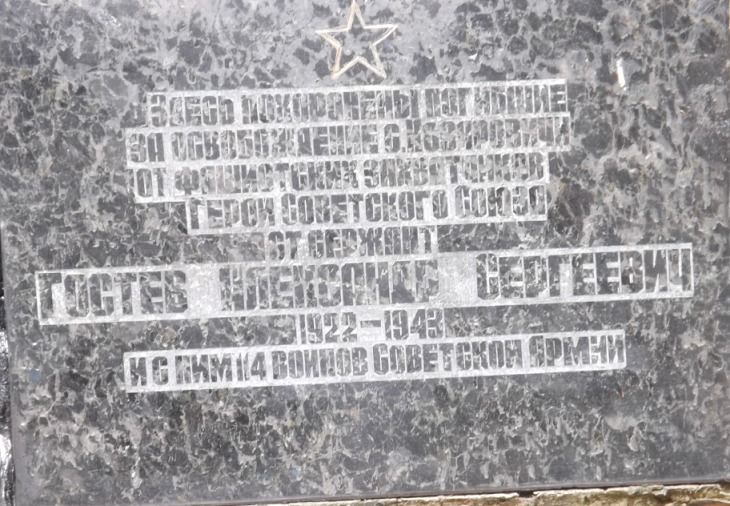 ЗДЕСЬ ПОХОРОНЕНЫ ПОГИБШИЕ
ЗА ОСВОБОЖДЕНИЕ С.
ОТ ФАШИСТСКИХ ЗАХВАТЧИКОВ
ГЕРОЙ СОВЕТСКОГО СОЮЗА
СТ СЕРЖАНТ
ГОСТЕВ АЛЕКСАНДР СЕРГЕЕВИЧ
1922-1943
И С НИМ 114 ВОИНОВ СОВЕТСКОЙ АРМИИ